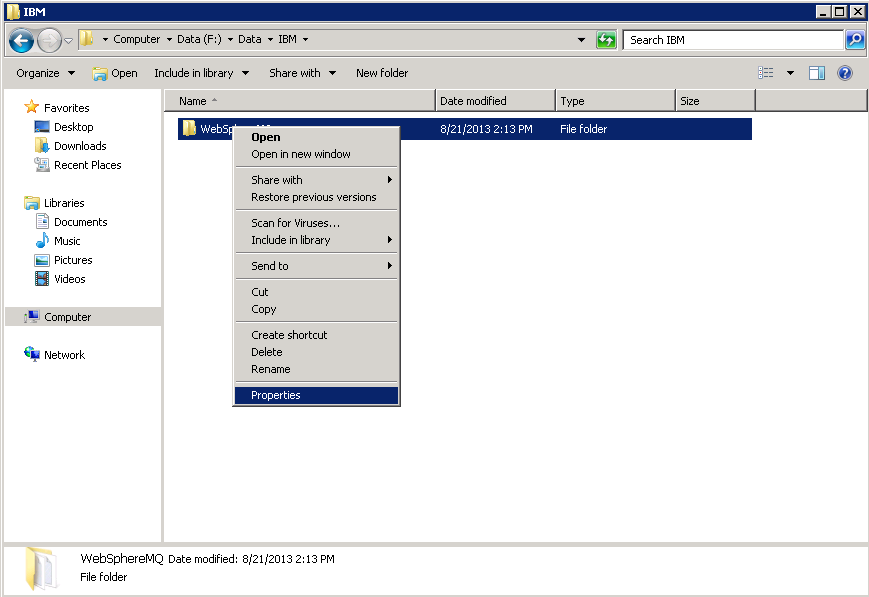 IBM
Computer Data (F:) Data IBM
Search IBM
Organize Open Include in library Share with New folder
Favorites
Desktop
Downloads
Recent Places
Libraries
Documents
Music
Pictures
Videos
Computer
Network
Name Date modified Type Size
8/21/2013 2:13 PM File folder
Open
Open in new window
Share with
Restore previous versions
Scan for Viruses...
Include in library
Send to
Cut
Copy
Create shortcut
Delete
Rename
Properties
WebSphereMQ Date modified: 8/21/2013 2:13 PM
File folder